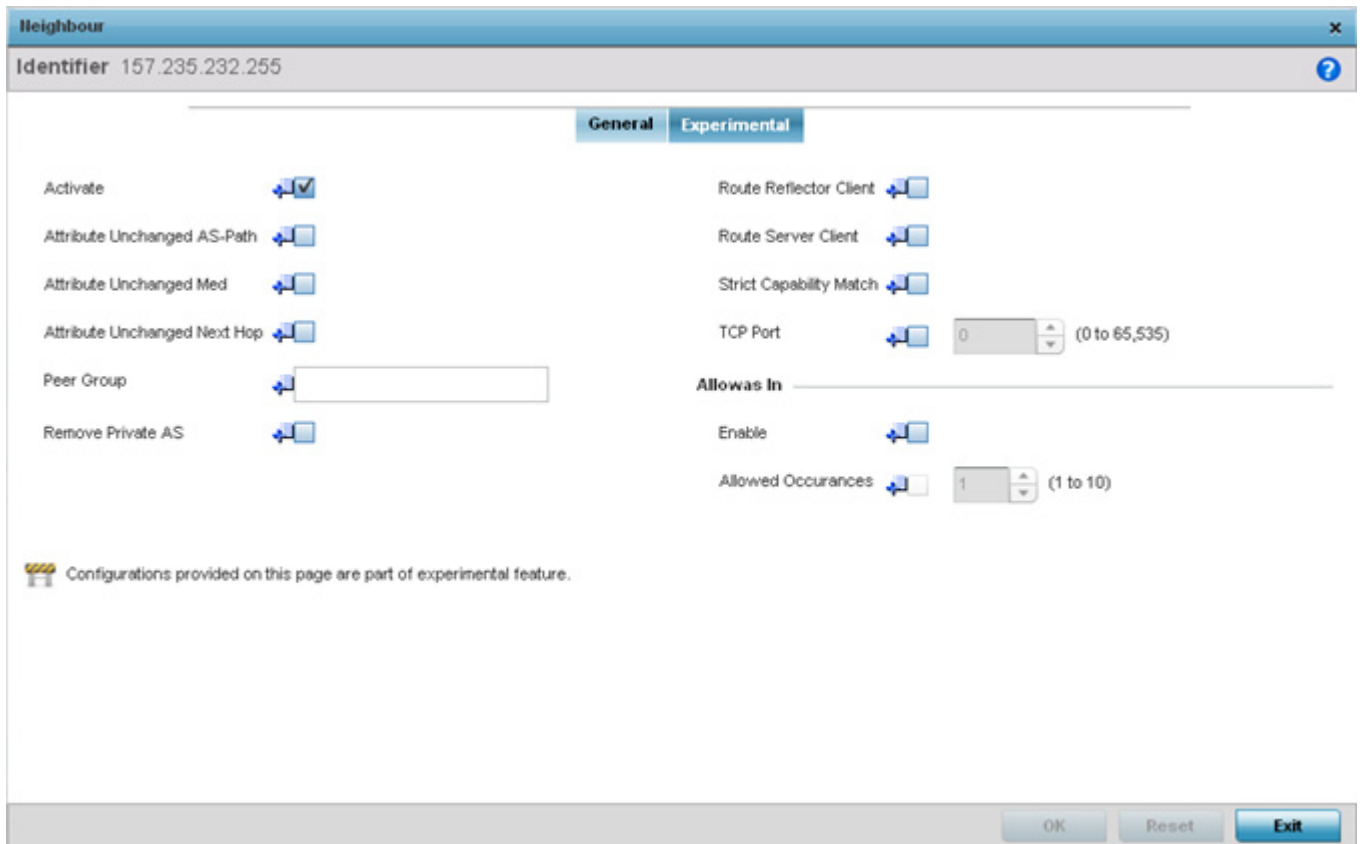 Neighbour
Identifier 157.235.232.255
General Experimental
Activate
Attribute Unchanged AS-Path
Attribute Unchanged Med
Attribute Unchanged Next Hop
Peer Group
Remove Private AS
Route Reflector Client
Route Server Client
Strict Capability Match
TCP Port 0 (0 to 65,535)
Allowas In
Enable
Allowed Occurances 1 (1 to 10)
Configurations provided on this page are part of experimental feature.
OK Reset Exit